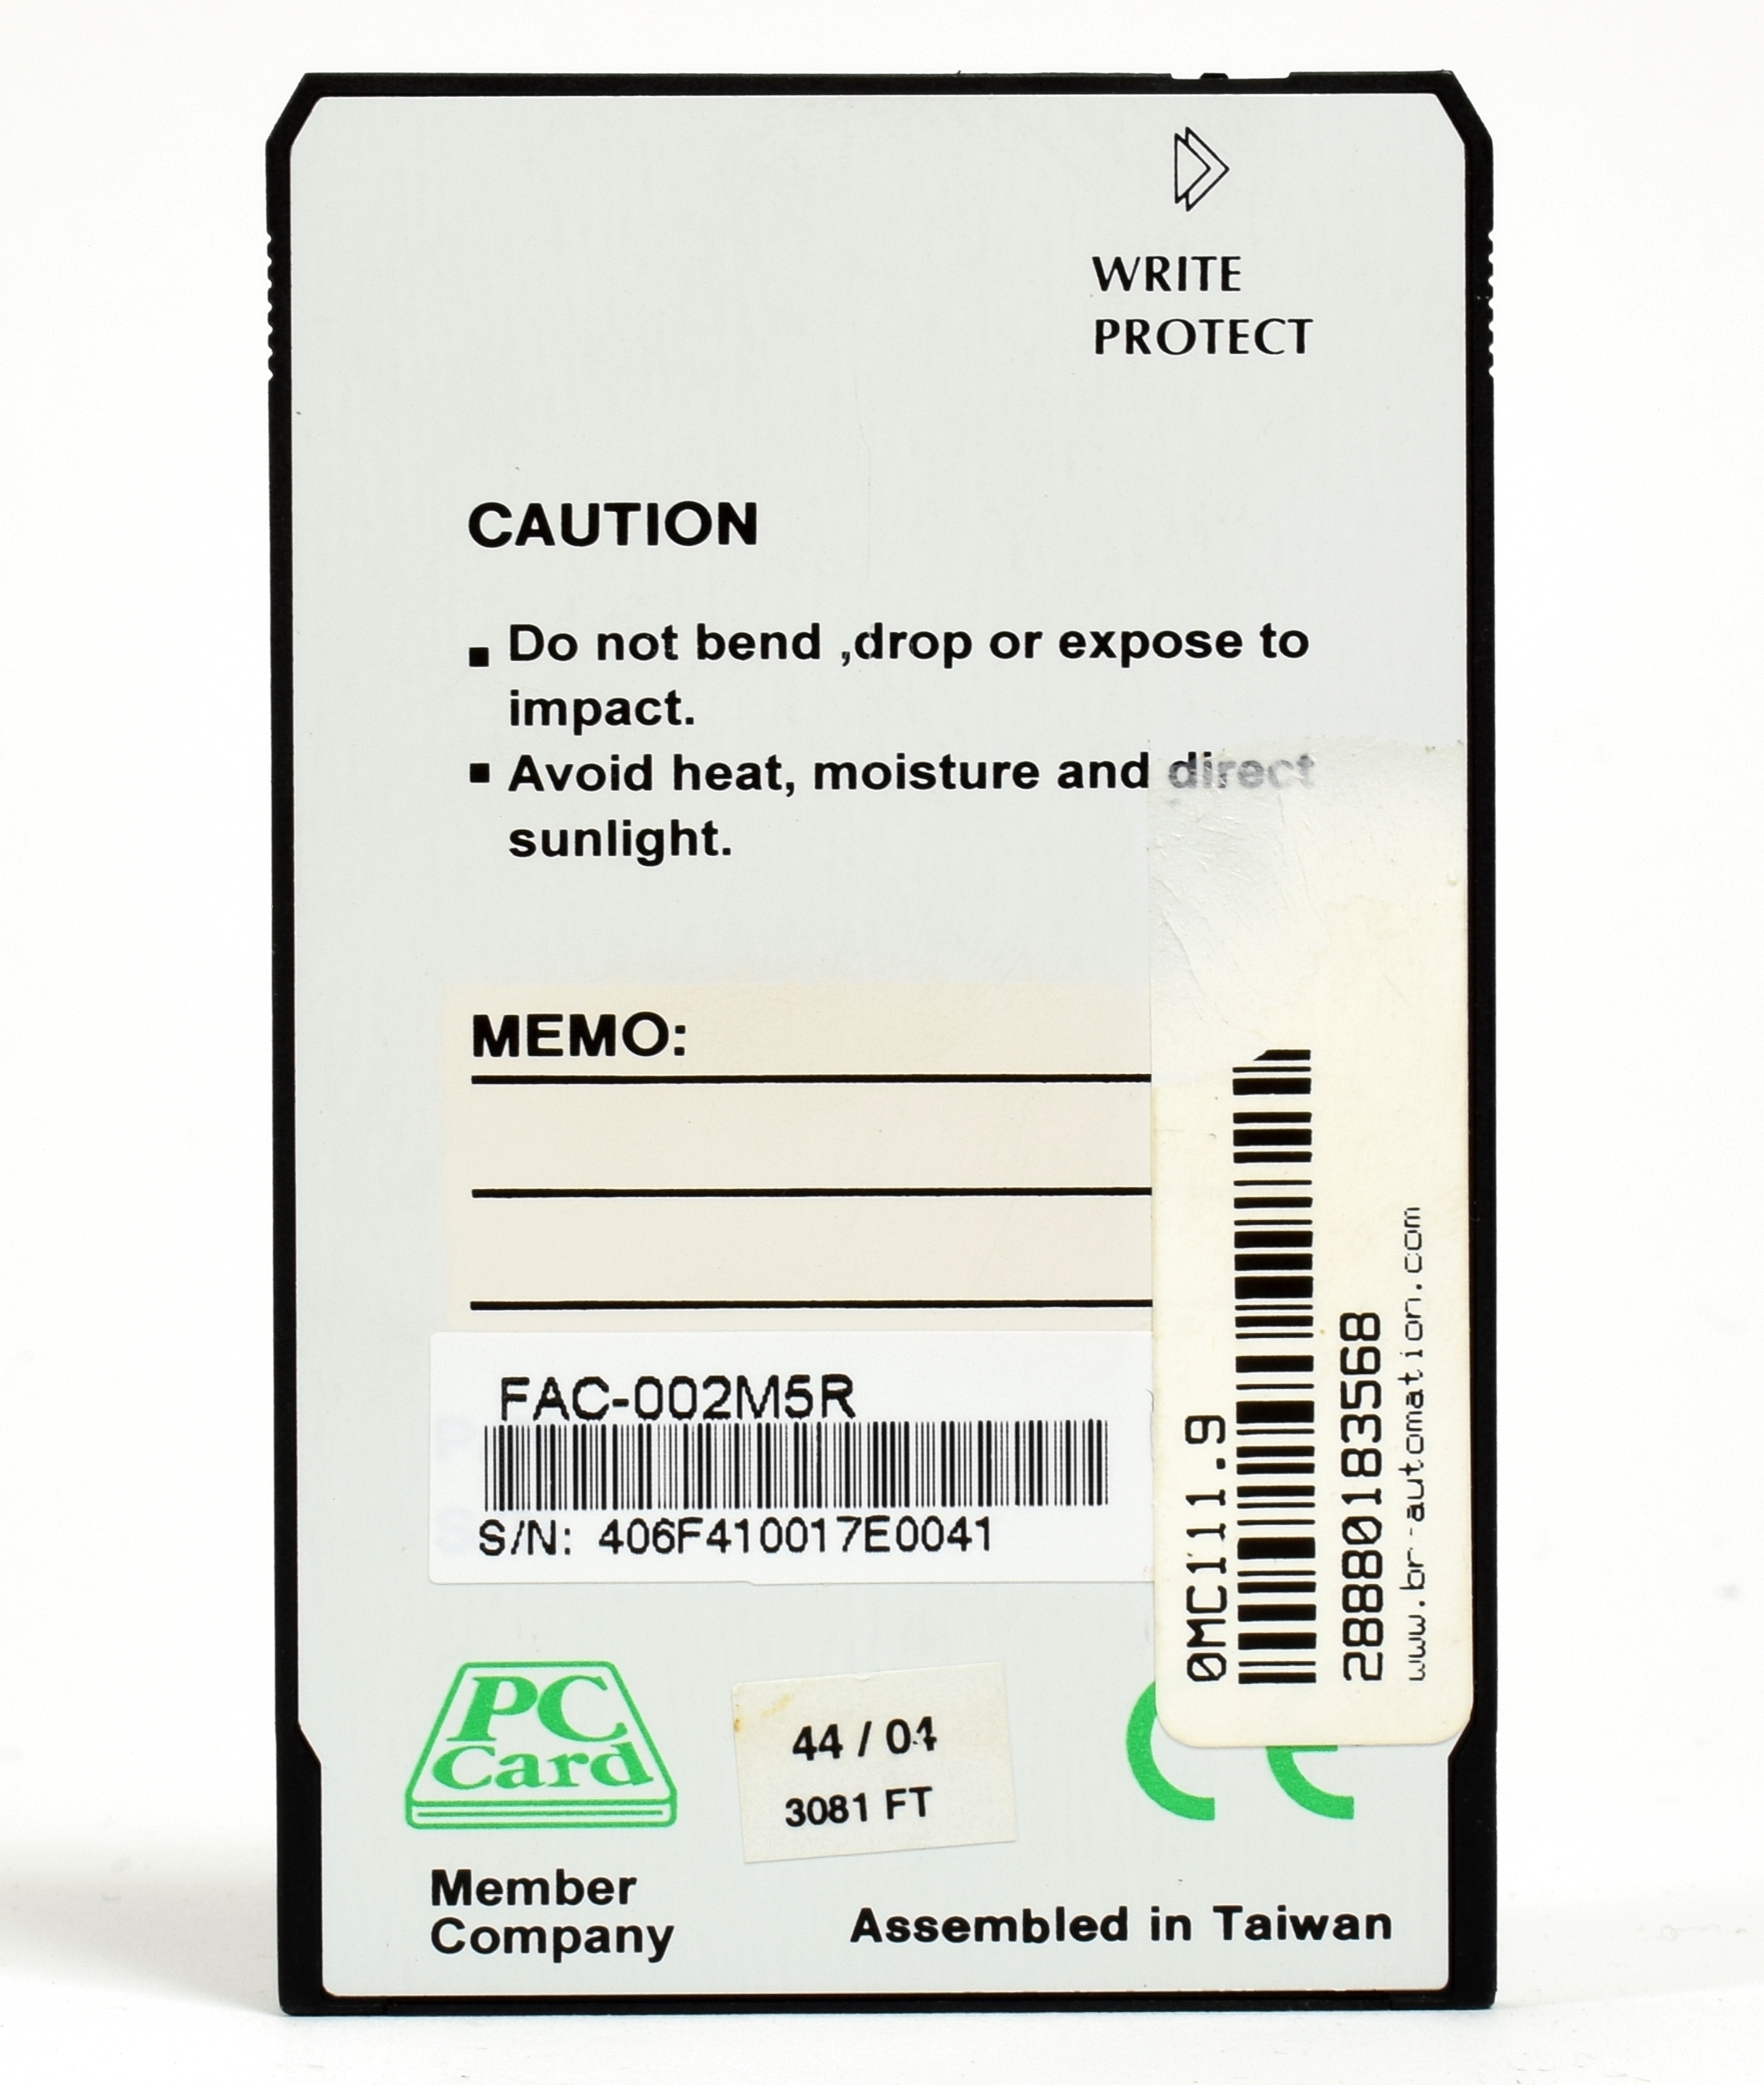 WRITE
PROTECT
CAUTION
▪ Do not bend ,drop or expose to
impact.
▪ Avoid heat, moisture and direct
sunlight.
MEMO:
FAC-002M5R
S/N: 406F410017E0041
0MC111.9
28880183568
www.br-automation.com
PC
Card
Member
Company
44 / 04
3081 FT
CE
Assembled in Taiwan